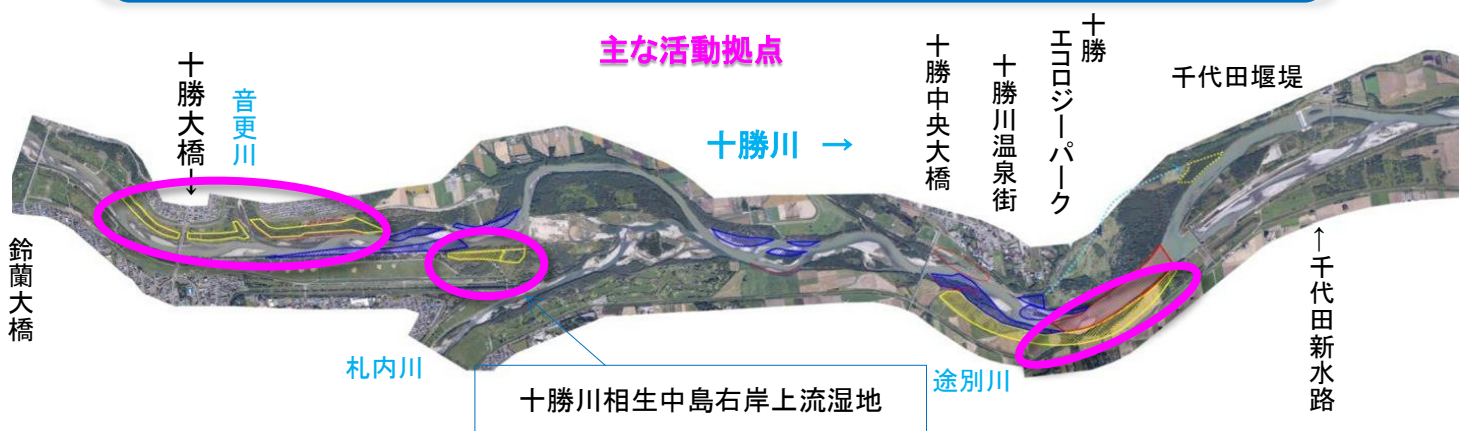 主な活動拠点
十勝大橋↓
音更川
十勝川 →
十勝中央大橋
十勝川温泉街
十勝
エコロジーパーク
千代田堰堤
鈴蘭大橋
札内川
十勝川相生中島右岸上流湿地
途別川
↑千代田新水路